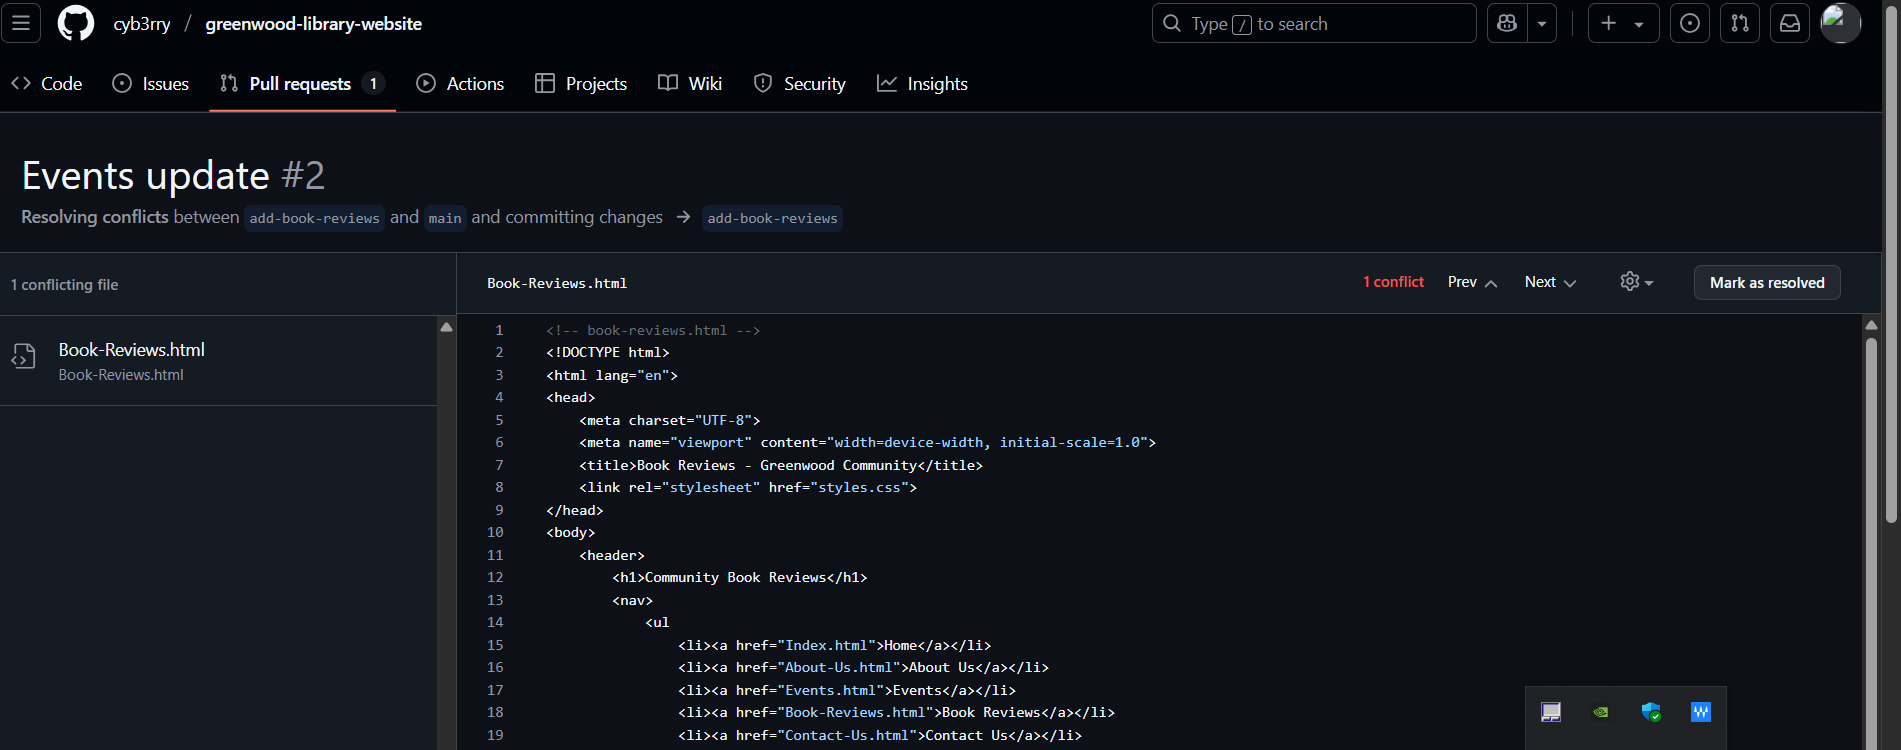 cyb3rry / greenwood-library-website
Type / to search
Code
Issues
Pull requests 1
Actions
Projects
Wiki
Security
Insights
Events update #2
Resolving conflicts between add-book-reviews and main and committing changes → add-book-reviews
1 conflicting file
Book-Reviews.html
Book-Reviews.html
Book-Reviews.html
1 conflict
Prev
Next
Mark as resolved
1 <!-- book-reviews.html -->
2 <!DOCTYPE html>
3 <html lang="en">
4 <head>
5     <meta charset="UTF-8">
6     <meta name="viewport" content="width=device-width, initial-scale=1.0">
7     <title>Book Reviews - Greenwood Community</title>
8     <link rel="stylesheet" href="styles.css">
9 </head>
10 <body>
11     <header>
12         <h1>Community Book Reviews</h1>
13         <nav>
14             <ul
15                 <li><a href="Index.html">Home</a></li>
16                 <li><a href="About-Us.html">About Us</a></li>
17                 <li><a href="Events.html">Events</a></li>
18                 <li><a href="Book-Reviews.html">Book Reviews</a></li>
19                 <li><a href="Contact-Us.html">Contact Us</a></li>